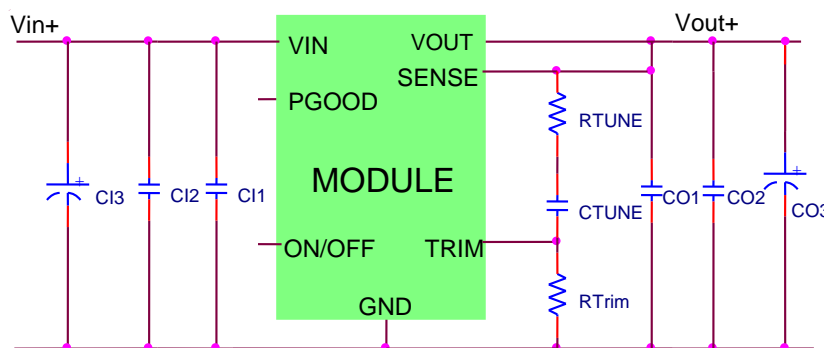 Vin+
Vout+
VIN
VOUT
SENSE
PGOOD
RTUNE
MODULE
+
CI3
CI2
CI1
CTUNE
CO1
CO2
+
CO3
ON/OFF
TRIM
RTrim
GND